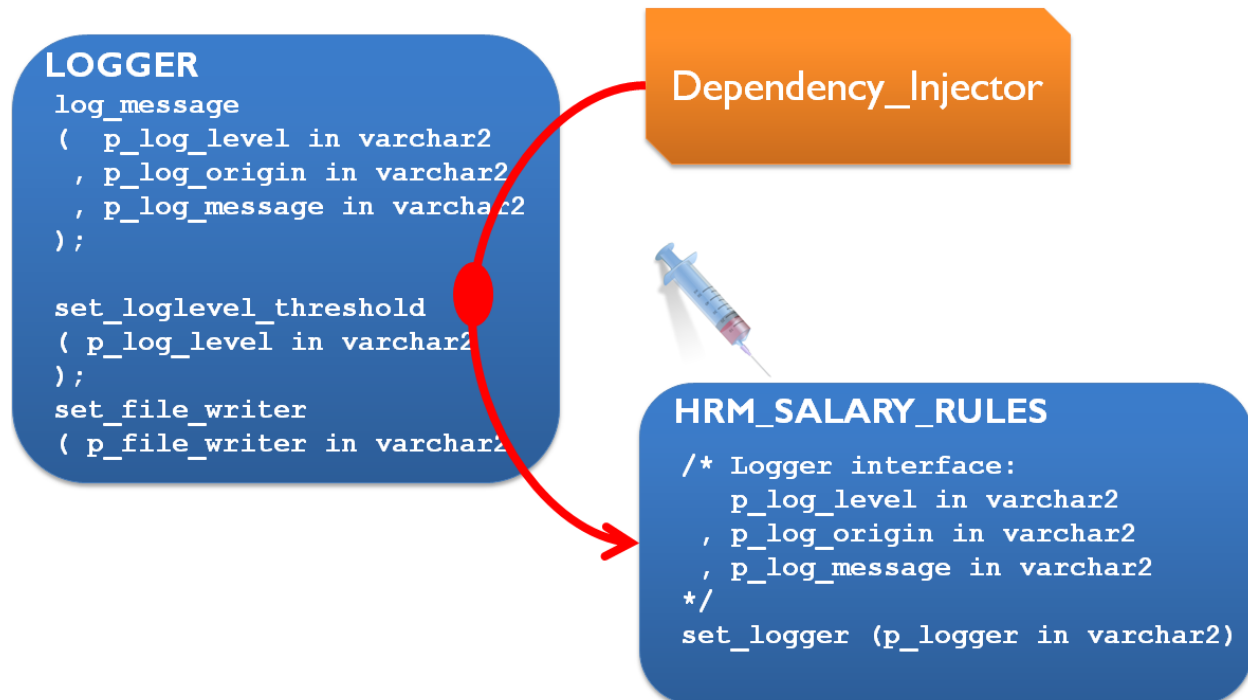 LOGGER
log_message
( p_log_level in varchar2
, p_log_origin in varchar2
, p_log_message in varchar2
);
set_loglevel_threshold
( p_log_level in varchar2
);
set_file_writer
( p_file_writer in varchar2
Dependency_Injector
HRM_SALARY_RULES
/* Logger interface:
p_log_level in varchar2
, p_log_origin in varchar2
, p_log_message in varchar2
*/
set_logger (p_logger in varchar2)